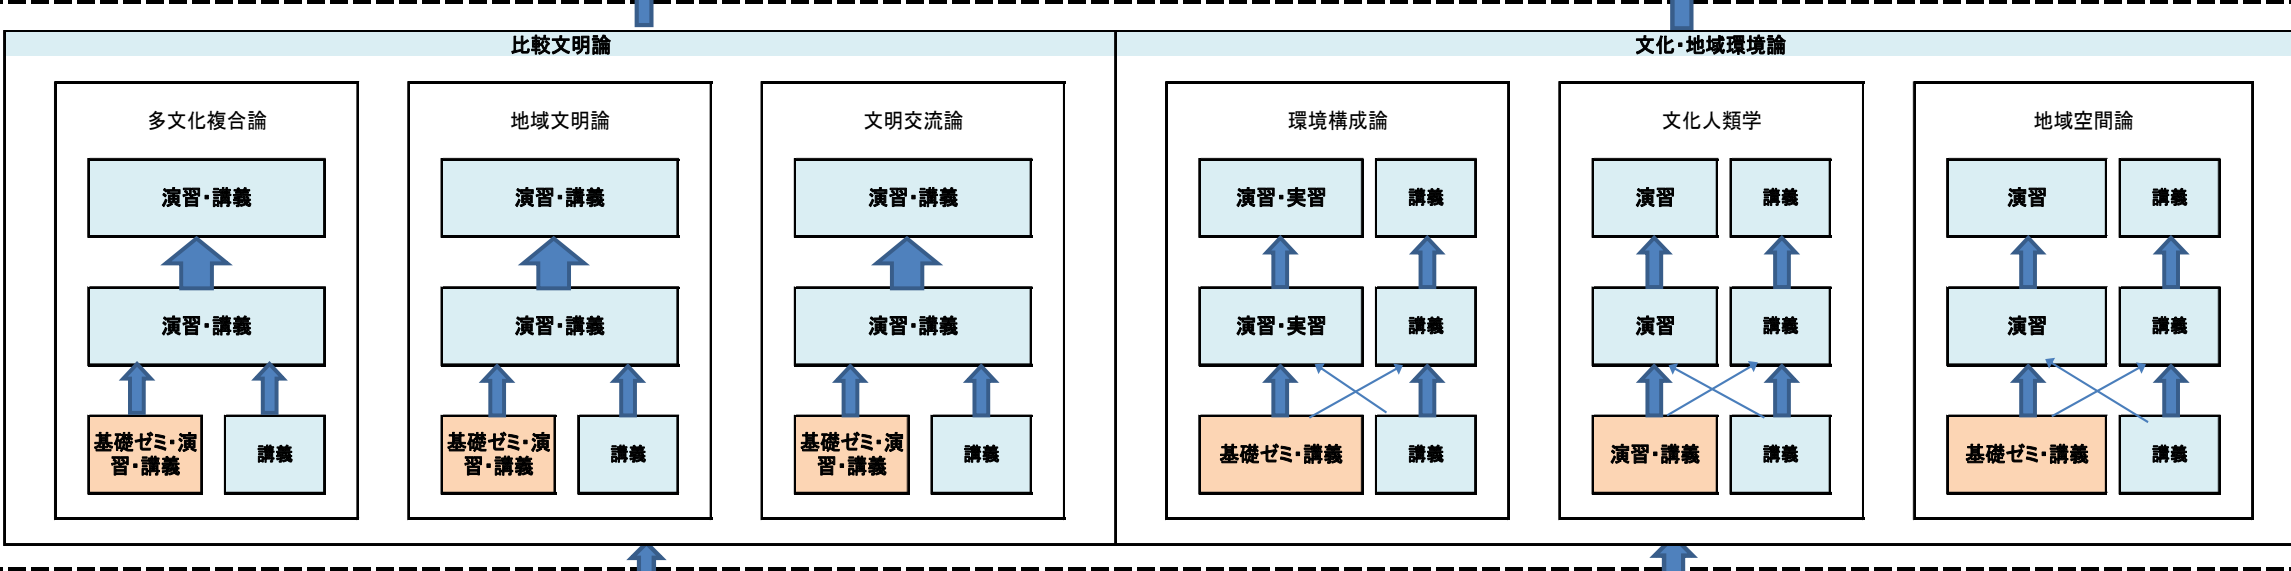 比較文明論
文化・地域環境論
多文化複合論
地域文明論
文明交流論
環境構成論
文化人類学
地域空間論
演習・講義
演習・講義
演習・講義
演習・実習
講義
演習
講義
演習
講義
演習・講義
演習・講義
演習・講義
演習・実習
講義
演習
講義
演習
講義
基礎ゼミ・演
習・講義
講義
基礎ゼミ・演
習・講義
講義
基礎ゼミ・演
習・講義
講義
基礎ゼミ・講義
講義
演習・講義
講義
基礎ゼミ・講義
講義